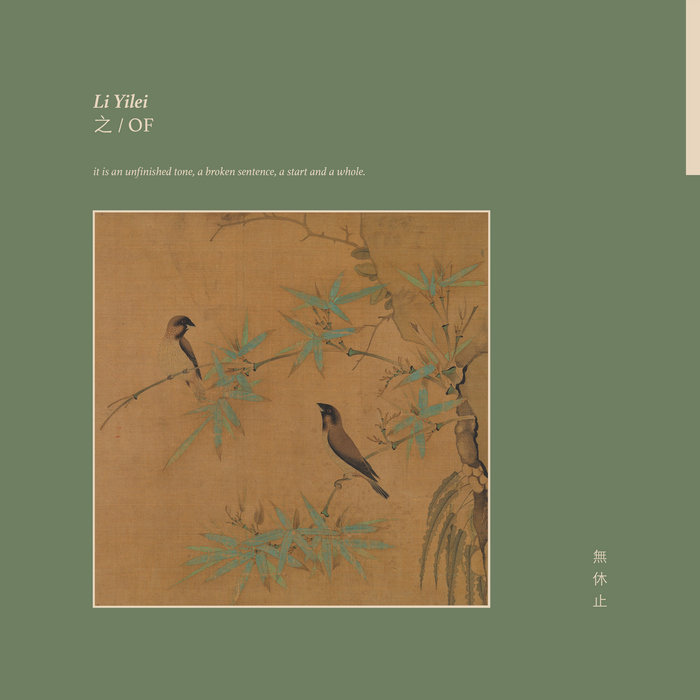 Li Yilei
之 / OF
it is an unfinished tone, a broken sentence, a start and a whole.
無休止